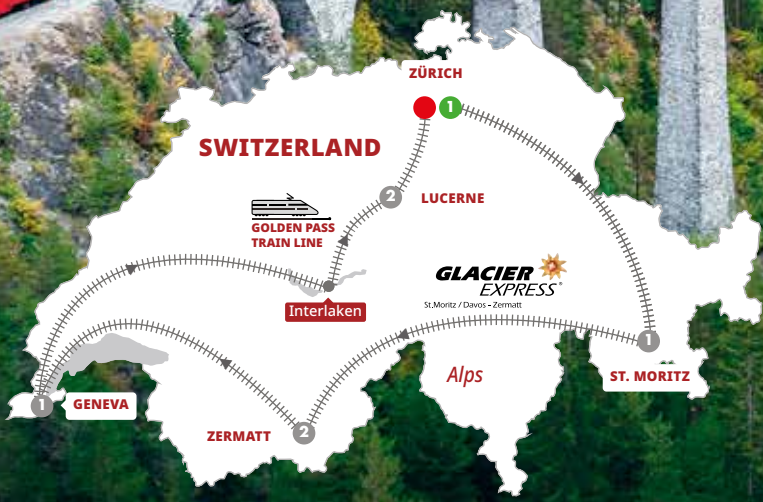 ZÜRICH
1
SWITZERLAND
2
LUCERNE
GOLDEN PASS
TRAIN LINE
GLACIER
EXPRESS®
St.Moritz / Davos – Zermatt
Interlaken
1
ST. MORITZ
Alps
1
GENEVA
ZERMATT
2